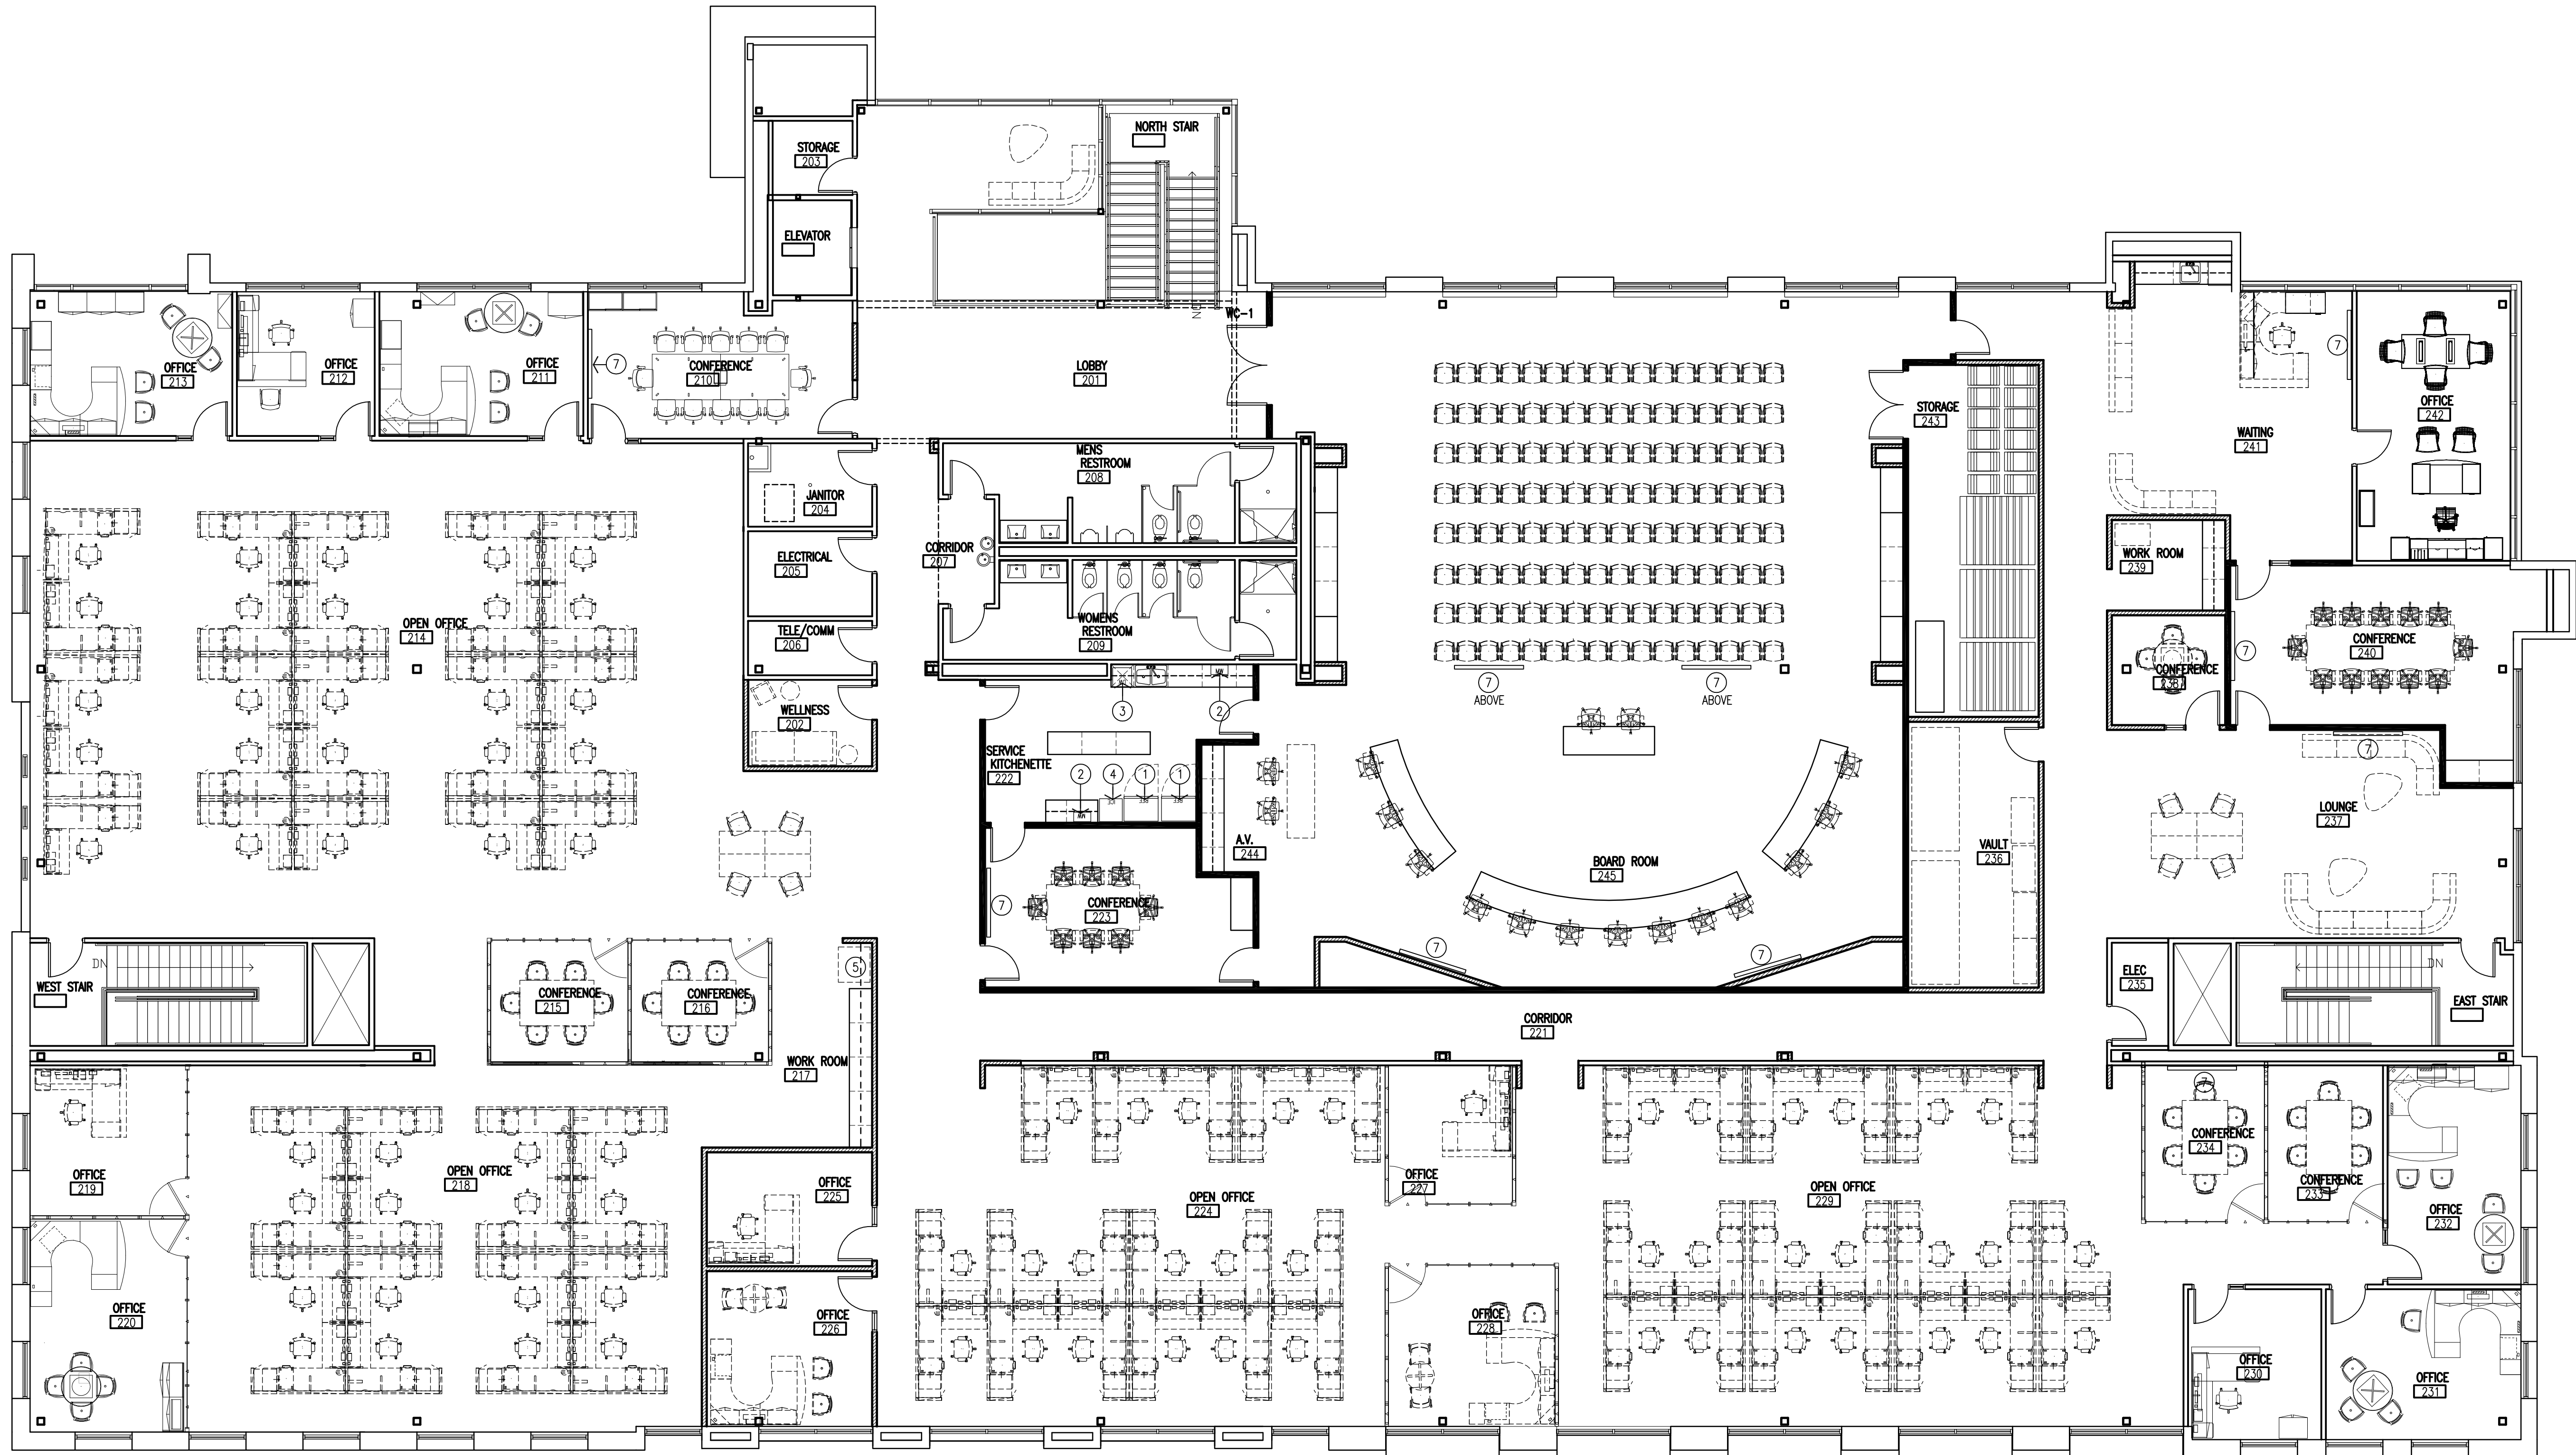 NORTH STAIR
STORAGE
203
ELEVATOR
DN
WC-1
OFFICE
213
OFFICE
212
OFFICE
211
7
CONFERENCE
210
LOBBY
201
7
OFFICE
242
STORAGE
243
WAITING
241
MENS
RESTROOM
208
JANITOR
204
ELECTRICAL
205
CORRIDOR
207
WORK ROOM
239
OPEN OFFICE
214
TELE/COMM
206
WOMENS
RESTROOM
209
CONFERENCE
240
7
CONFERENCE
238
7
ABOVE
7
ABOVE
WELLNESS
202
3
2
MW
SERVICE
KITCHENETTE
222
2
4
1
1
MW
7
LOUNGE
237
A.V.
244
BOARD ROOM
245
VAULT
236
7
CONFERENCE
223
7
7
DN
WEST STAIR
CONFERENCE
215
CONFERENCE
216
5
ELEC
235
DN
EAST STAIR
CORRIDOR
221
WORK ROOM
217
7
CONFERENCE
234
CONFERENCE
233
OFFICE
219
OPEN OFFICE
218
OFFICE
225
OPEN OFFICE
224
OFFICE
227
OPEN OFFICE
229
OFFICE
232
OFFICE
220
OFFICE
226
OFFICE
228
OFFICE
230
OFFICE
231